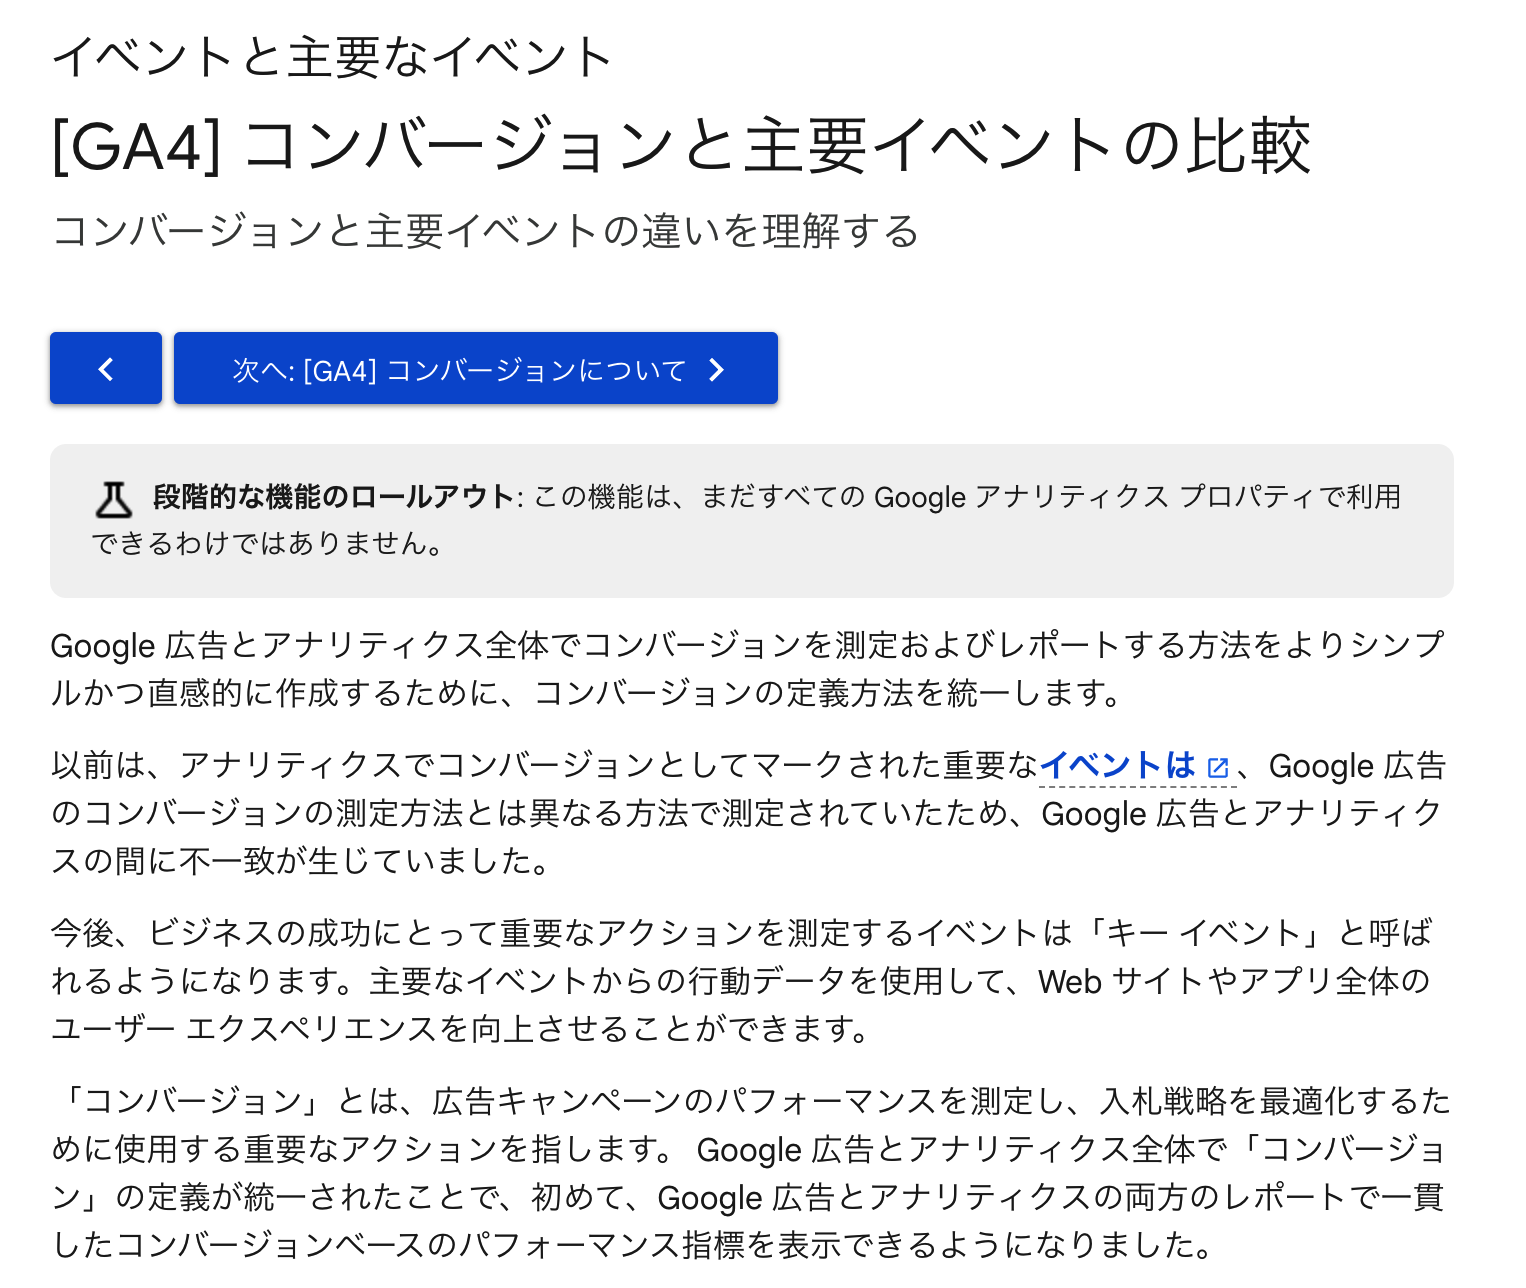 イベントと主要なイベント
[GA4] コンバージョンと主要イベントの比較
コンバージョンと主要イベントの違いを理解する
次へ: [GA4] コンバージョンについて
段階的な機能のロールアウト: この機能は、まだすべての Google アナリティクス プロパティで利用
できるわけではありません。
Google 広告とアナリティクス全体でコンバージョンを測定およびレポートする方法をよりシンプ
ルかつ直感的に作成するために、コンバージョンの定義方法を統一します。
以前は、アナリティクスでコンバージョンとしてマークされた重要なイベントは、Google 広告
のコンバージョンの測定方法とは異なる方法で測定されていたため、Google 広告とアナリティク
スの間に不一致が生じていました。
今後、ビジネスの成功にとって重要なアクションを測定するイベントは「キー イベント」と呼ば
れるようになります。主要なイベントからの行動データを使用して、Web サイトやアプリ全体の
ユーザー エクスペリエンスを向上させることができます。
「コンバージョン」とは、広告キャンペーンのパフォーマンスを測定し、入札戦略を最適化するた
めに使用する重要なアクションを指します。 Google 広告とアナリティクス全体で「コンバージョ
ン」の定義が統一されたことで、初めて、Google 広告とアナリティクスの両方のレポートで一貫
したコンバージョンベースのパフォーマンス指標を表示できるようになりました。